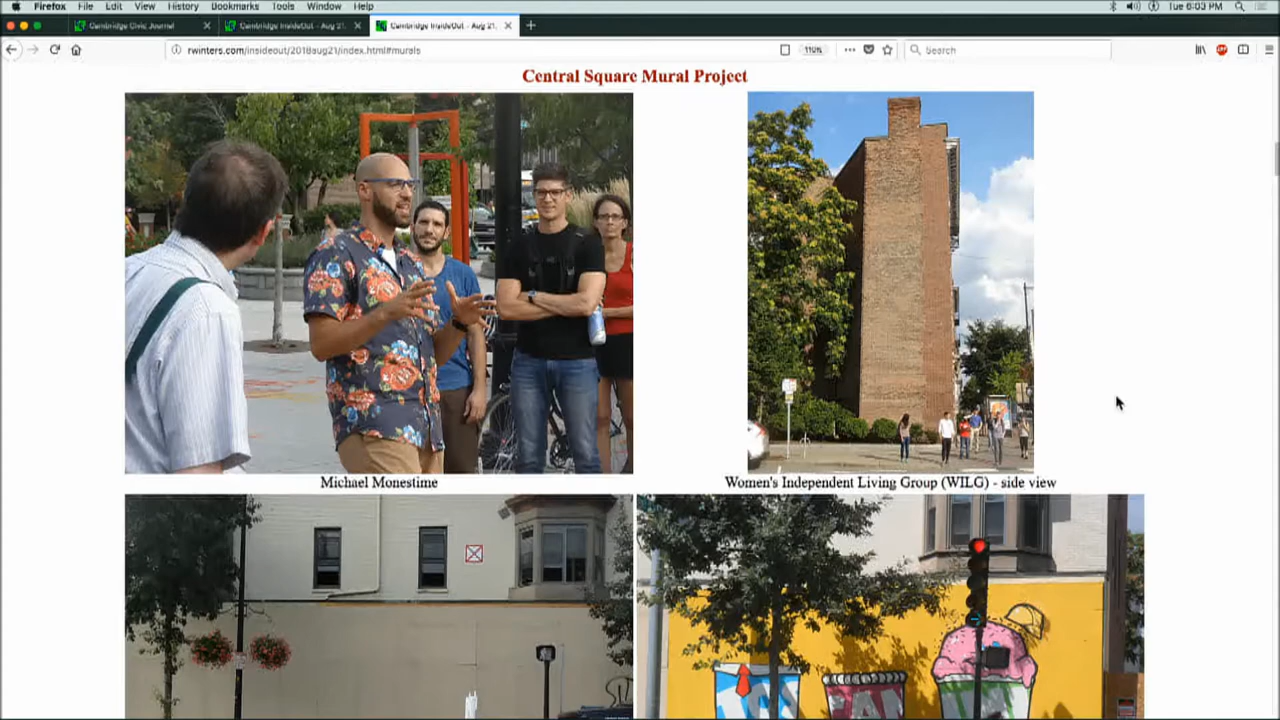 Firefox File Edit View History Bookmarks Tools Window Help Tue 6:03 PM
Cambridge Civic Journal Cambridge InsideOut - Aug 21, Cambridge InsideOut - Aug 21,
rwinters.com/insideout/2018aug21/index.html#murals 110% Search
Central Square Mural Project
Michael Monestime
Women's Independent Living Group (WILG) - side view